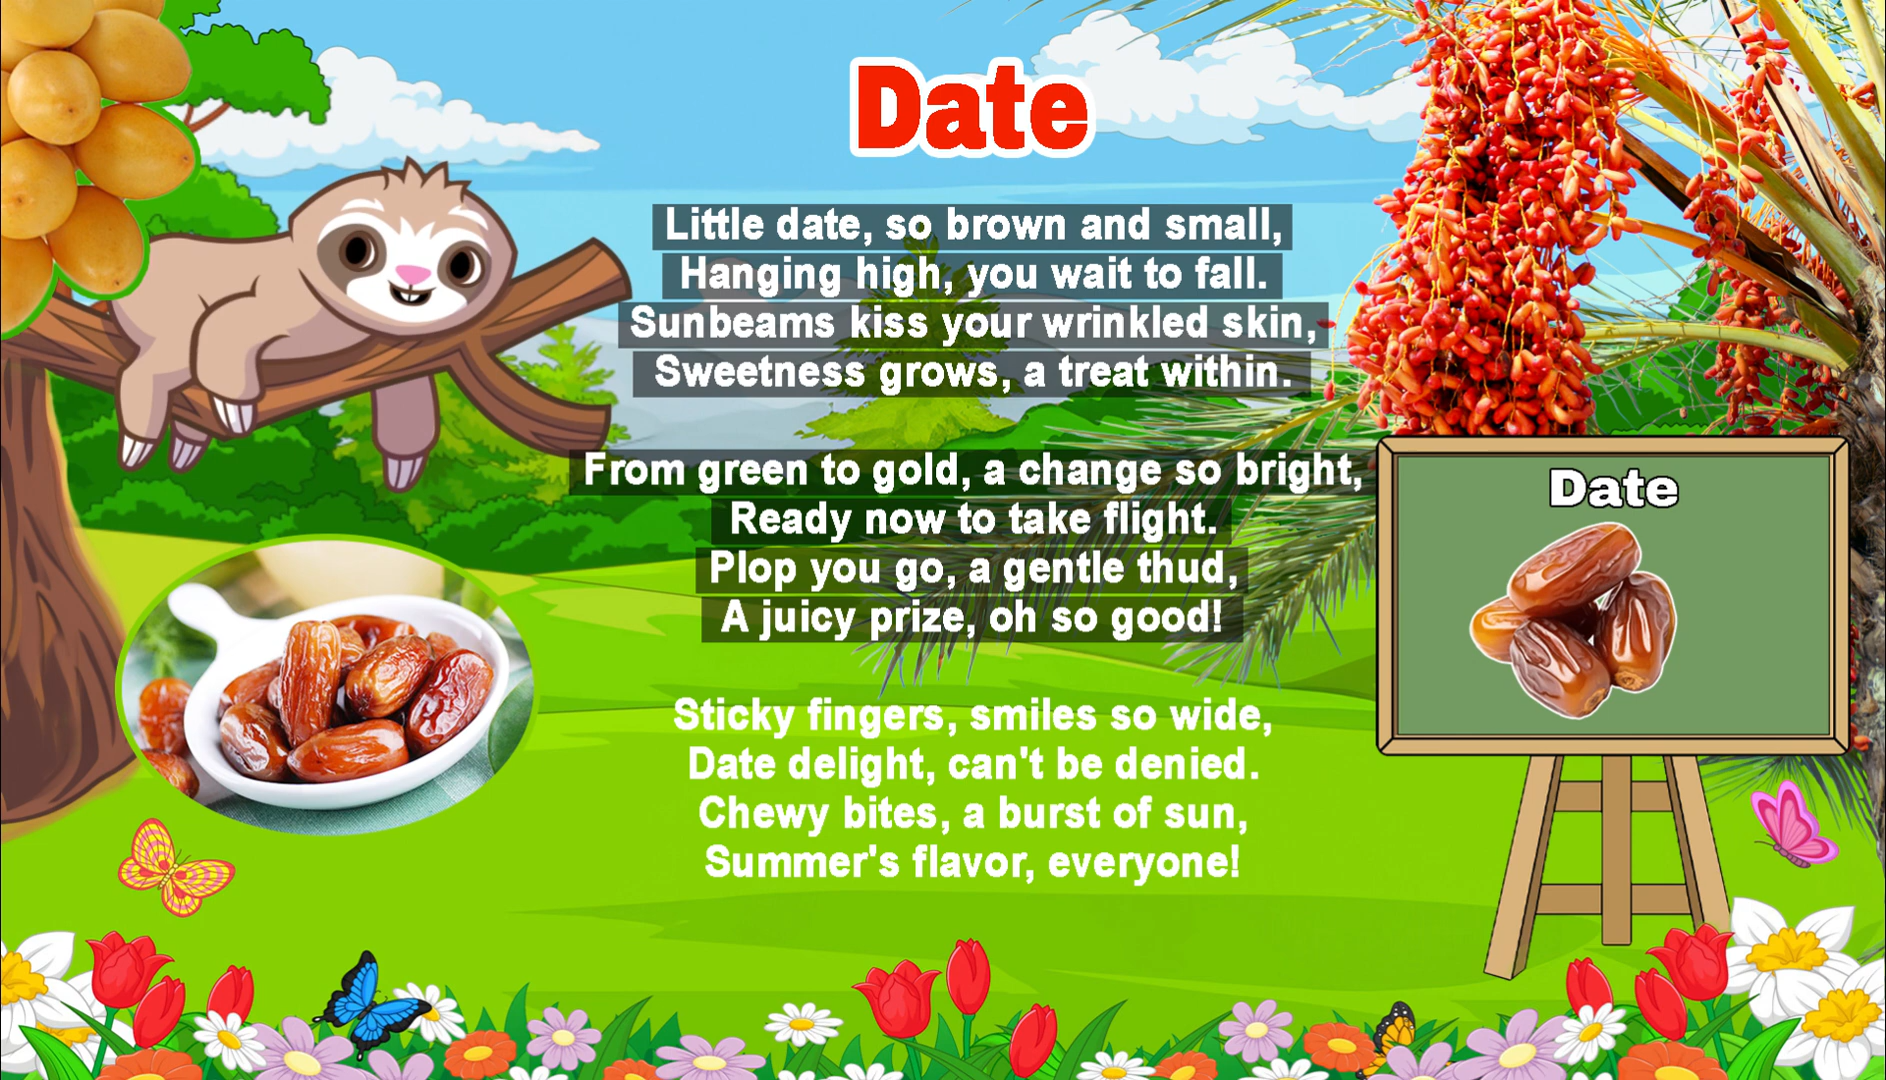 Date
Little date, so brown and small,
Hanging high, you wait to fall.
Sunbeams kiss your wrinkled skin,
Sweetness grows, a treat within.
From green to gold, a change so bright,
Ready now to take flight.
Plop you go, a gentle thud,
A juicy prize, oh so good!
Sticky fingers, smiles so wide,
Date delight, can't be denied.
Chewy bites, a burst of sun,
Summer's flavor, everyone!
Date